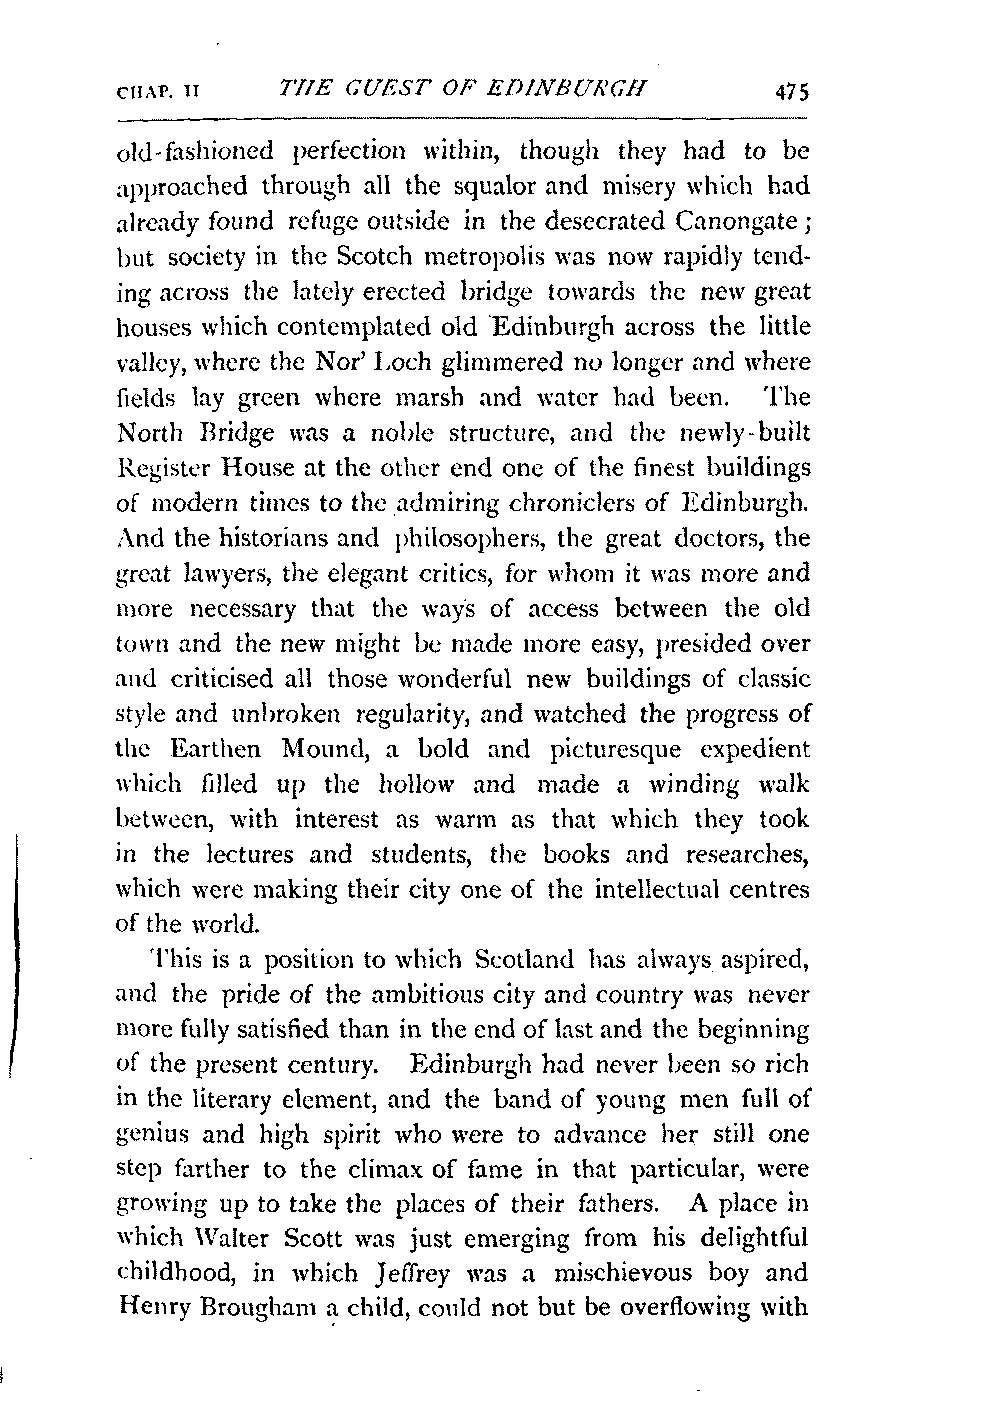 CHAP. II THE GUEST OF EDINBURGH 475
old-fashioned perfection within, though they had to be
approached through all the squalor and misery which had
already found refuge outside in the desecrated Canongate;
but society in the Scotch metropolis was now rapidly tend-
ing across the lately erected bridge towards the new great
houses which contemplated old Edinburgh across the little
valley, where the Nor' Loch glimmered no longer and where
fields lay green where marsh and water had been. The
North Bridge was a noble structure, and the newly-built
Register House at the other end one of the finest buildings
of modern times to the admiring chroniclers of Edinburgh.
And the historians and philosophers, the great doctors, the
great lawyers, the elegant critics, for whom it was more and
more necessary that the ways of access between the old
town and the new might be made more easy, presided over
and criticised all those wonderful new buildings of classic
style and unbroken regularity, and watched the progress of
the Earthen Mound, a bold and picturesque expedient
which filled up the hollow and made a winding walk
between, with interest as warm as that which they took
in the lectures and students, the books and researches,
which were making their city one of the intellectual centres
of the world.
This is a position to which Scotland has always aspired,
and the pride of the ambitious city and country was never
more fully satisfied than in the end of last and the beginning
of the present century. Edinburgh had never been so rich
in the literary element, and the band of young men full of
genius and high spirit who were to advance her still one
step farther to the climax of fame in that particular, were
growing up to take the places of their fathers. A place in
which Walter Scott was just emerging from his delightful
childhood, in which Jeffrey was a mischievous boy and
Henry Brougham a child, could not but be overflowing with